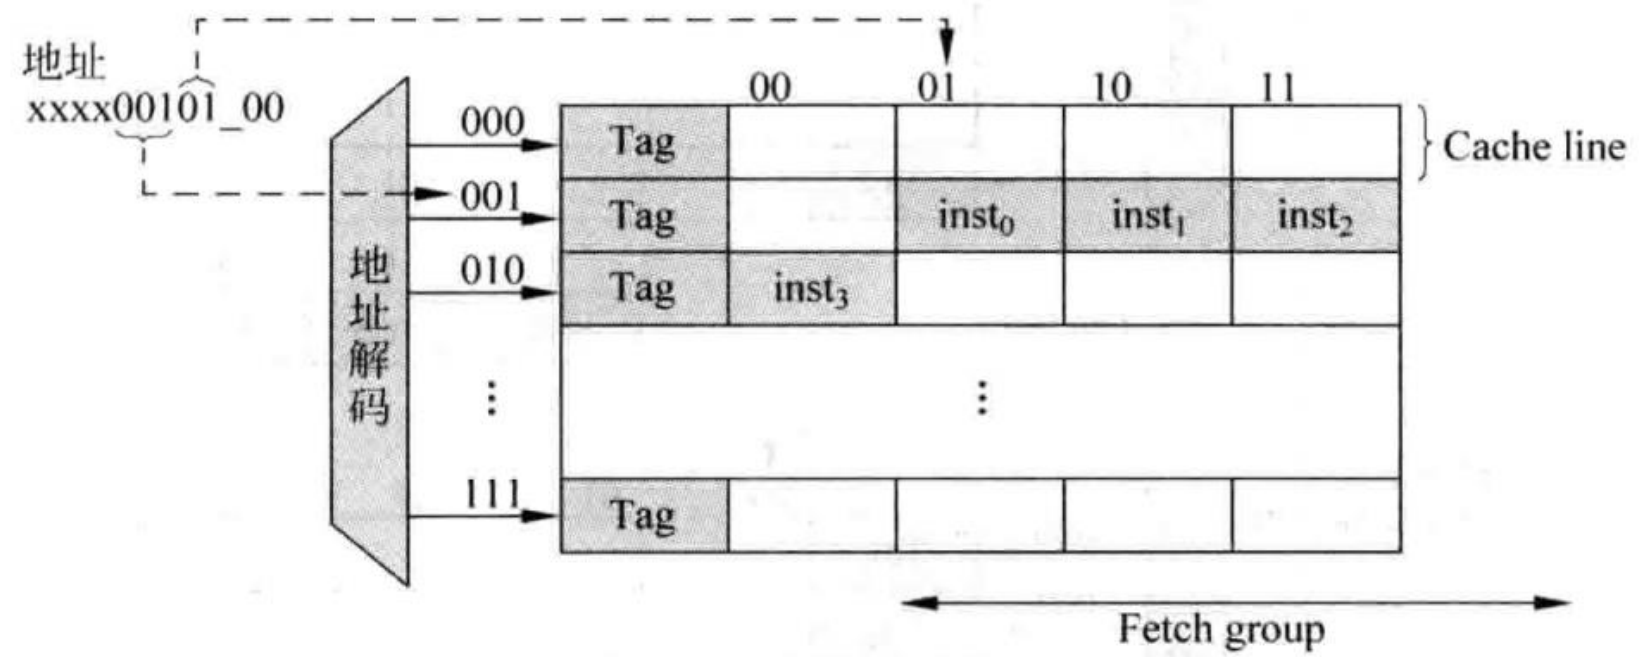 地址
xxxx00101_00
00 01 10 11
000 Tag Cache line
001 Tag inst₀ inst₁ inst₂
010 Tag inst₃
地址解码
⋮ ⋮
111 Tag
Fetch group